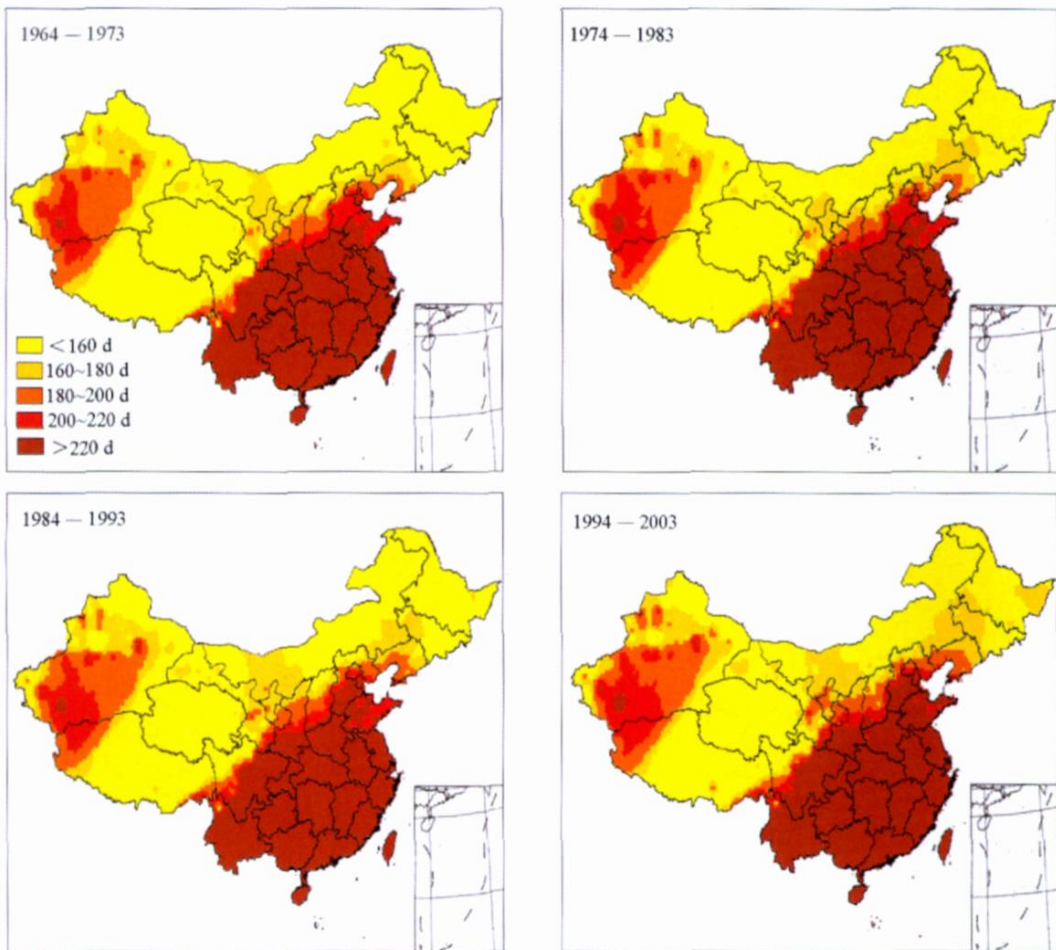 1964 — 1973
1974 — 1983
<160 d
160~180 d
180~200 d
200~220 d
>220 d
1984 — 1993
1994 — 2003